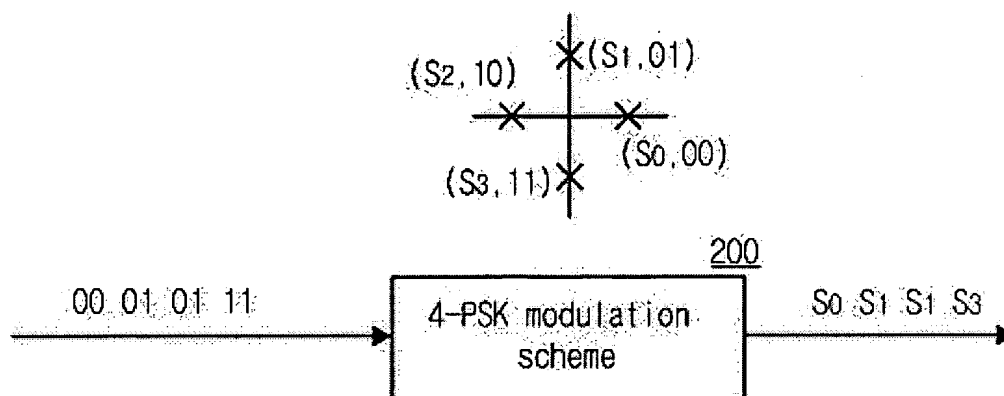 (S1,01)
(S2,10)
(S0,00)
(S3,11)
200
00 01 01 11
4-PSK modulation
scheme
S0 S1 S1 S3